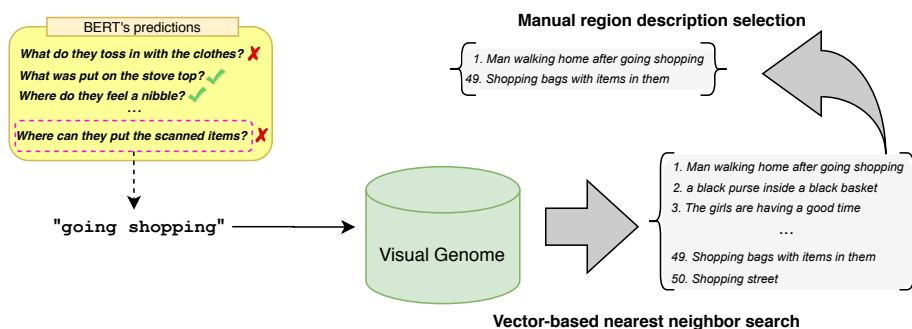 BERT's predictions
What do they toss in with the clothes? ✗
What was put on the stove top? ✓
Where do they feel a nibble? ✓
...
Where can they put the scanned items? ✗
"going shopping"
Visual Genome
Manual region description selection
1. Man walking home after going shopping
49. Shopping bags with items in them
1. Man walking home after going shopping
2. a black purse inside a black basket
3. The girls are having a good time
...
49. Shopping bags with items in them
50. Shopping street
Vector-based nearest neighbor search